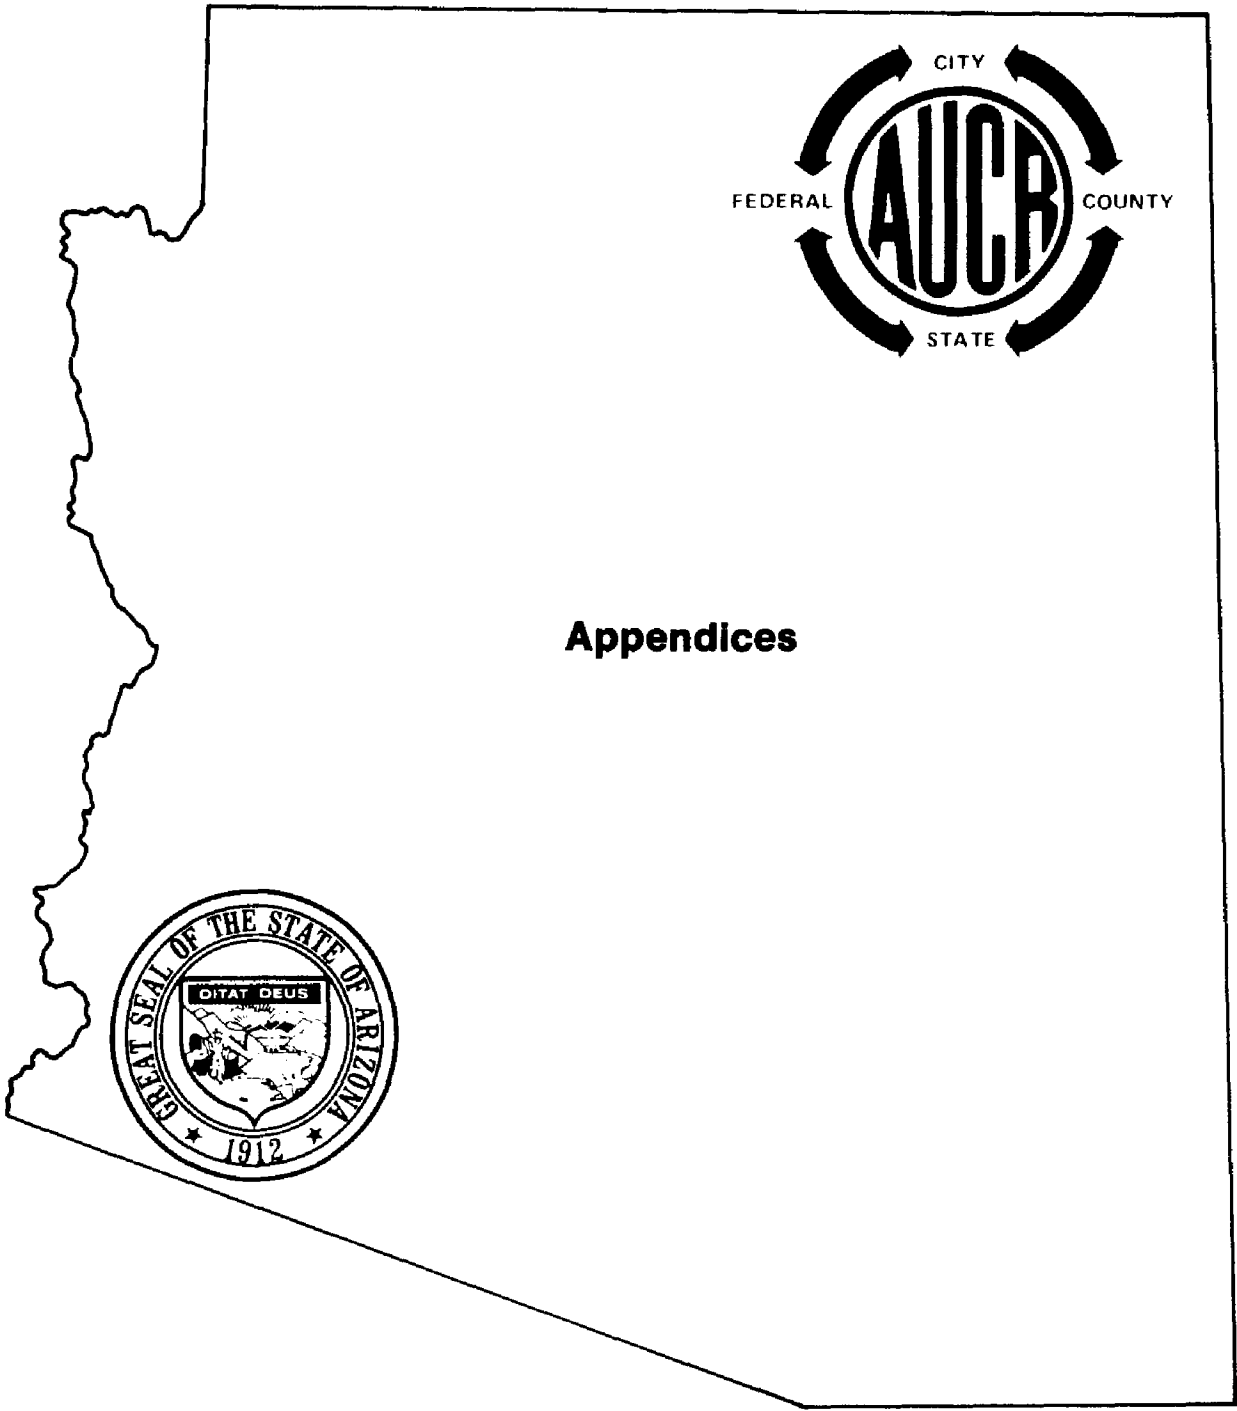 CITY
FEDERAL AUCR COUNTY
STATE
Appendices
GREAT SEAL OF THE STATE OF ARIZONA
DITAT DEUS
1912